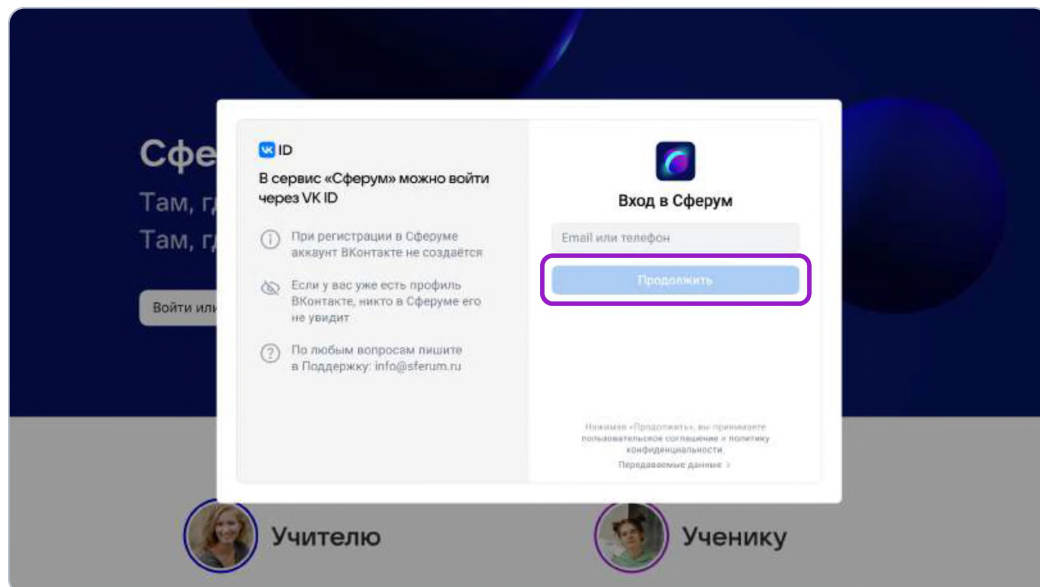 Сфе
Там, г
Там, г
Войти или
VK ID
В сервис «Сферум» можно войти
через VK ID
При регистрации в Сферуме
аккаунт ВКонтакте не создаётся
Если у вас уже есть профиль
ВКонтакте, никто в Сферуме его
не увидит
По любым вопросам пишите
в Поддержку: info@sferum.ru
Вход в Сферум
Email или телефон
Продолжить
Нажимая «Продолжить», вы принимаете
пользовательское соглашение и политику
конфиденциальности.
Передаваемые данные >
Учителю
Ученику